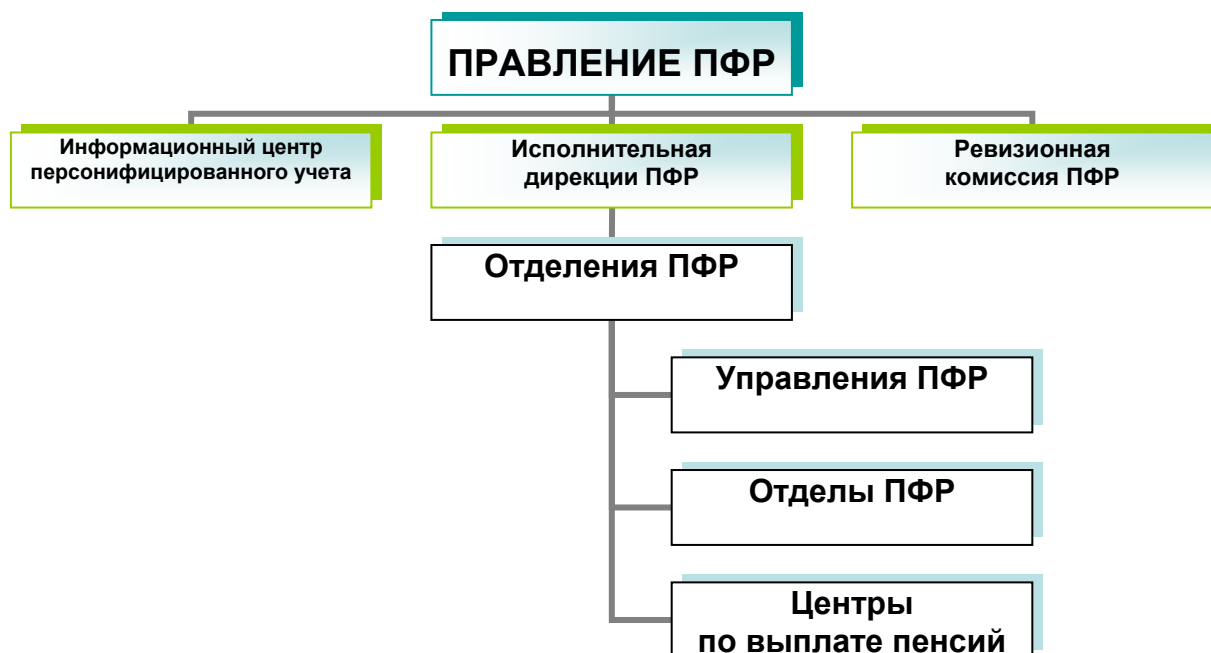 ПРАВЛЕНИЕ ПФР
Информационный центр
персонифицированного учета
Исполнительная
дирекции ПФР
Ревизионная
комиссия ПФР
Отделения ПФР
Управления ПФР
Отделы ПФР
Центры
по выплате пенсий